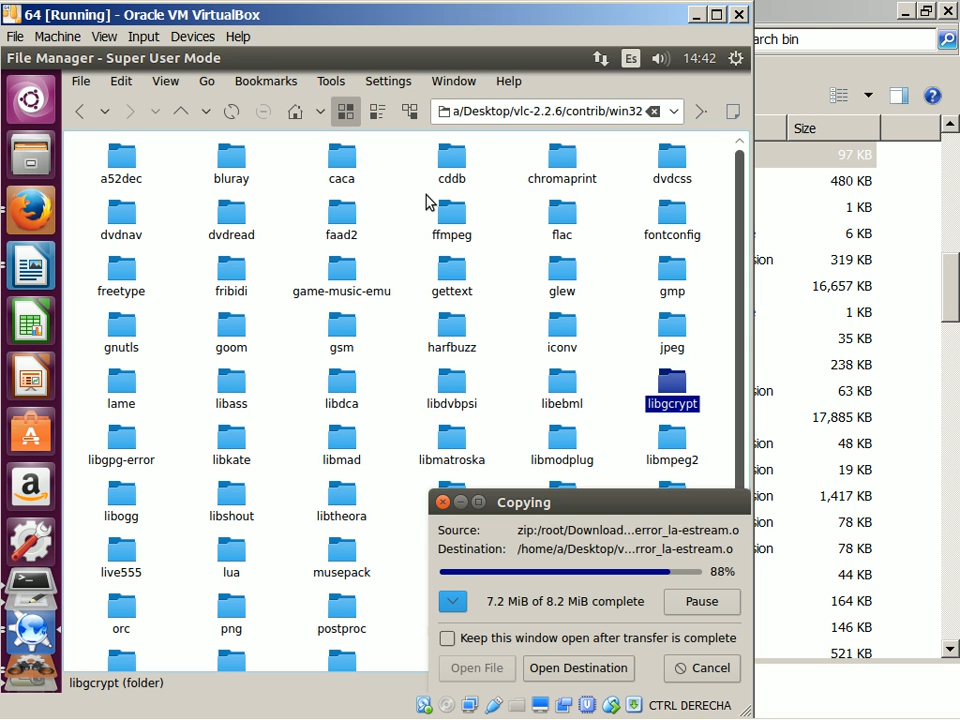 64 [Running] - Oracle VM VirtualBox
File Machine View Input Devices Help
arch bin
File Manager - Super User Mode
Es
14:42
File Edit View Go Bookmarks Tools Settings Window Help
a/Desktop/vlc-2.2.6/contrib/win32
Size
a52dec bluray caca cddb chromaprint dvdcss
97 KB
480 KB
1 KB
dvdnav dvdread faad2 ffmpeg flac fontconfig
6 KB
sion 319 KB
freetype fribidi game-music-emu gettext glew gmp
16,657 KB
1 KB
gnutls goom gsm harfbuzz iconv jpeg
35 KB
238 KB
sion 63 KB
lame libass libdca libdvbpsi libebml libgcrypt
17,885 KB
sion 48 KB
libgpg-error libkate libmad libmatroska libmodplug libmpeg2
sion 19 KB
sion 1,417 KB
libogg libshout libtheora
sion 78 KB
sion 78 KB
live555 lua musepack
44 KB
164 KB
orc png postproc
146 KB
521 KB
Copying
Source: zip:/root/Download...error_la-estream.o
Destination: /home/a/Desktop/v...rror_la-estream.o
88%
7.2 MiB of 8.2 MiB complete
Pause
Keep this window open after transfer is complete
Open File Open Destination Cancel
libgcrypt (folder)
CTRL DERECHA